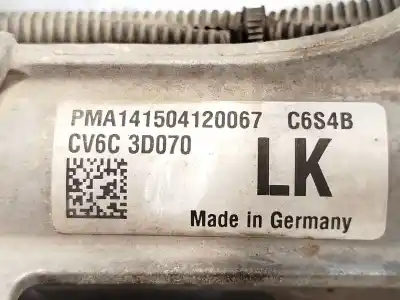 PMA141504120067 C6S4B
CV6C 3D070
LK
Made in Germany